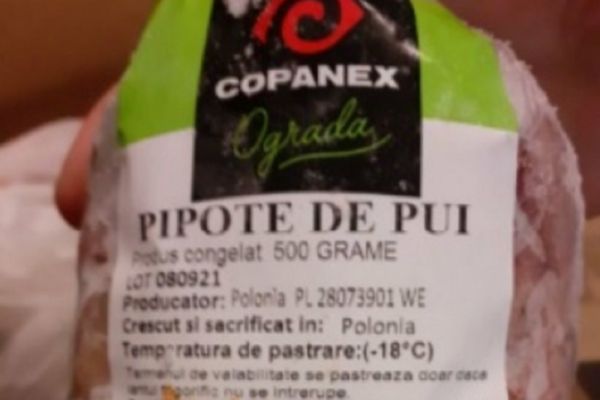 COPANEX
Ograda
PIPOTE DE PUI
Produs congelat 500 GRAME
LOT 080921
Producator: Polonia PL 28073901 WE
Crescut si sacrificat in: Polonia
Temperatura de pastrare:(-18°C)
Termenul de valabilitate se pastreaza doar daca
lantul frigorific nu se intrerupe.